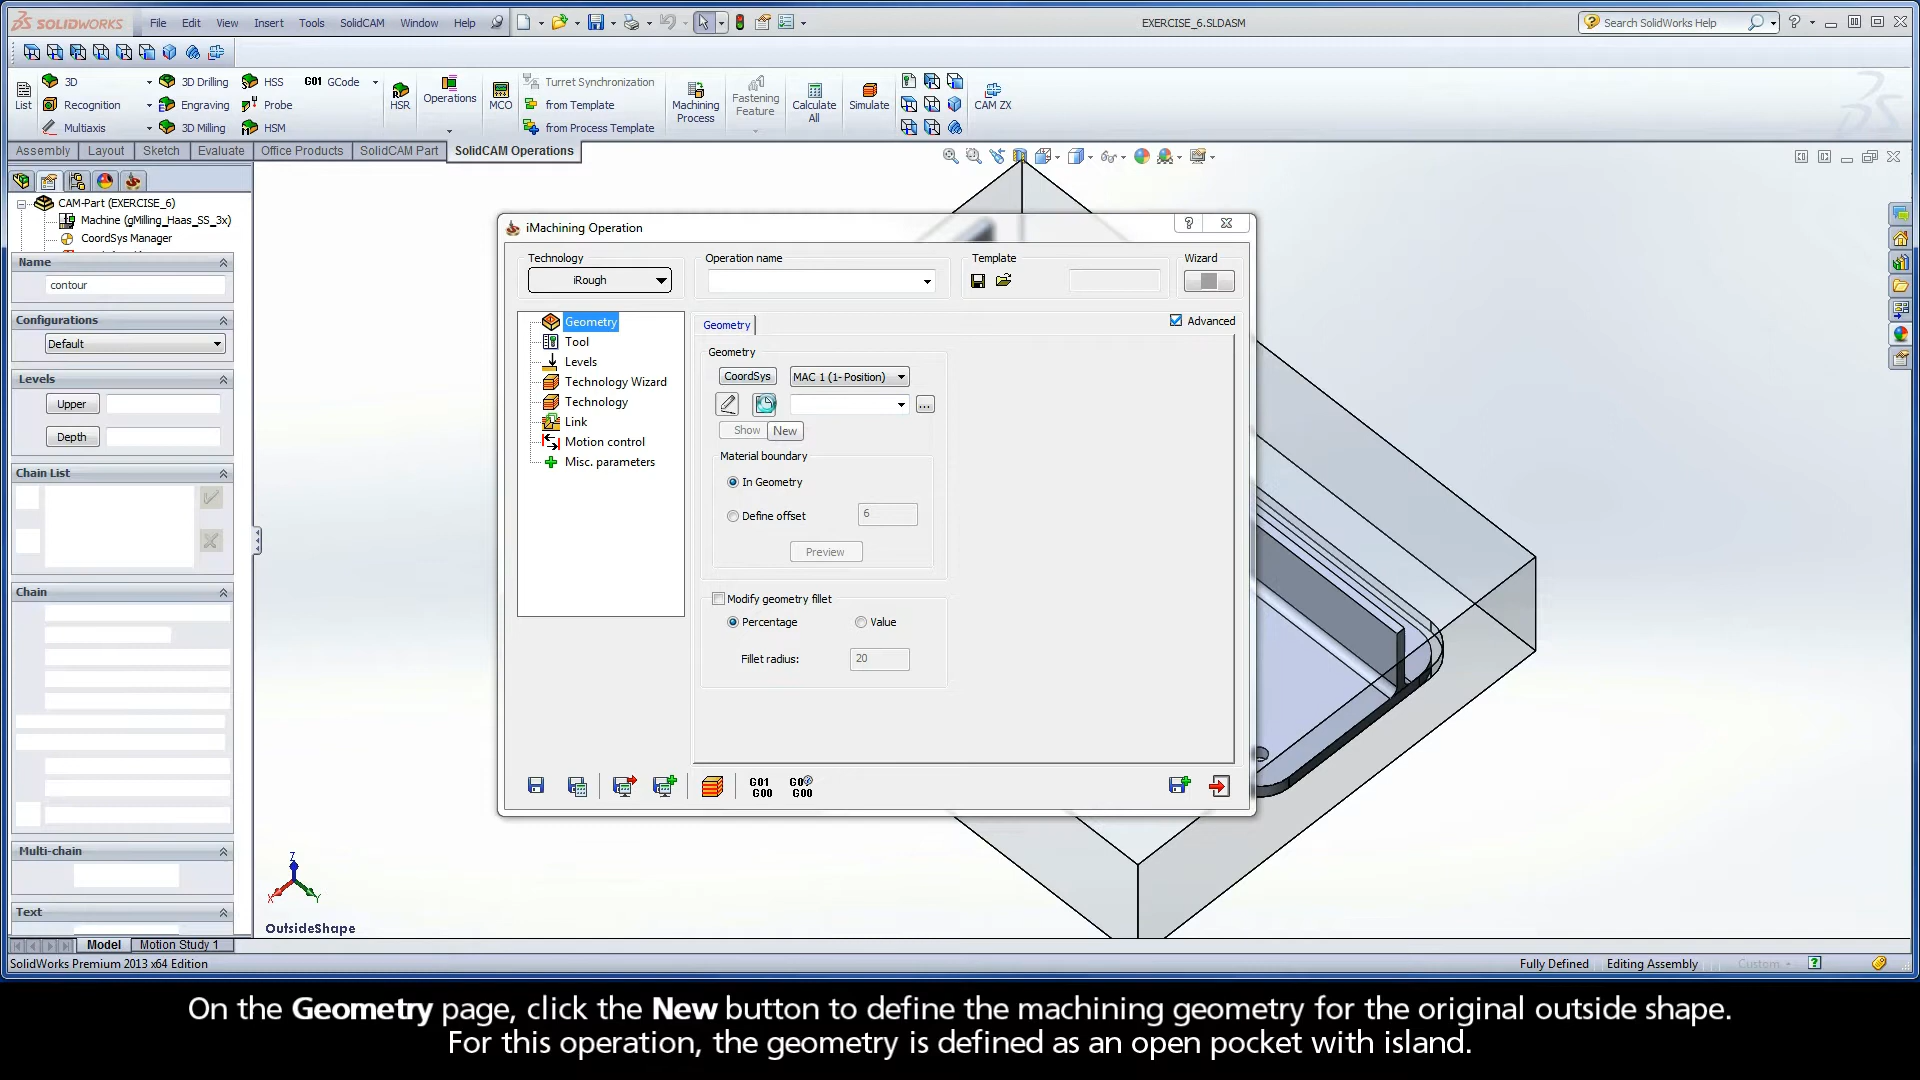 SOLIDWORKS File Edit View Insert Tools SolidCAM Window Help EXERCISE_6.SLDASM Search SolidWorks Help
3D 3D Drilling HSS G01 GCode Turret Synchronization
List Recognition Engraving Probe HSR Operations MCO from Template Machining Process Fastening Feature Calculate All Simulate CAM ZX
Multiaxis 3D Milling HSM from Process Template
Assembly Layout Sketch Evaluate Office Products SolidCAM Part SolidCAM Operations
CAM-Part (EXERCISE_6)
Machine (gMilling_Haas_SS_3x)
CoordSys Manager
Name
contour
Configurations
Default
Levels
Upper
Depth
Chain List
Chain
Multi-chain
Text
iMachining Operation
Technology Operation name Template Wizard
iRough
Geometry
Tool
Levels
Technology Wizard
Technology
Link
Motion control
Misc. parameters
Geometry Advanced
Geometry
CoordSys MAC 1 (1- Position)
...
Show New
Material boundary
In Geometry
Define offset 6
Preview
Modify geometry fillet
Percentage Value
Fillet radius: 20
G01 G00
G00
Z
X Y
OutsideShape
Model Motion Study 1
SolidWorks Premium 2013 x64 Edition Fully Defined Editing Assembly Custom
On the Geometry page, click the New button to define the machining geometry for the original outside shape.
For this operation, the geometry is defined as an open pocket with island.